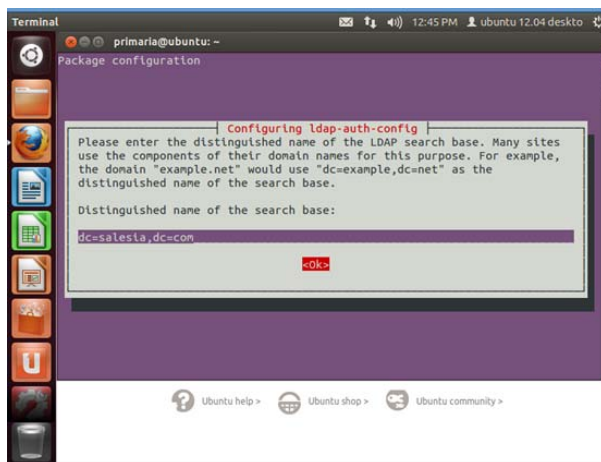 Terminal
12:45 PM
ubuntu 12.04 deskto
primaria@ubuntu: ~
Package configuration
Configuring ldap-auth-config
Please enter the distinguished name of the LDAP search base. Many sites
use the components of their domain names for this purpose. For example,
the domain "example.net" would use "dc=example,dc=net" as the
distinguished name of the search base.
Distinguished name of the search base:
dc=salesia,dc=com
<Ok>
Ubuntu help >
Ubuntu shop >
Ubuntu community >